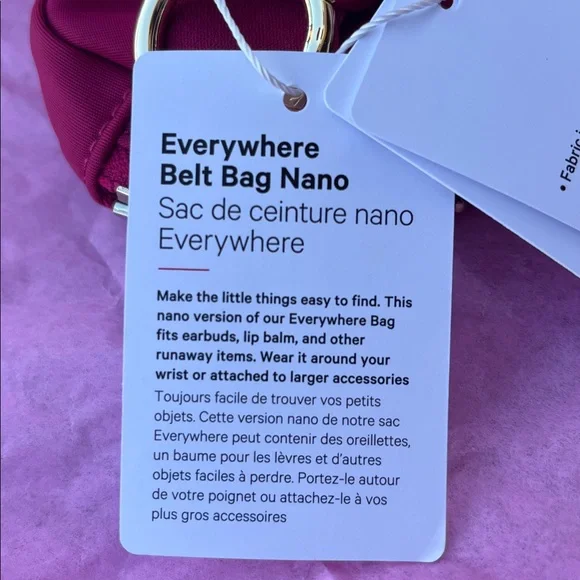 Everywhere
Belt Bag Nano
Sac de ceinture nano
Everywhere
Make the little things easy to find. This
nano version of our Everywhere Bag
fits earbuds, lip balm, and other
runaway items. Wear it around your
wrist or attached to larger accessories
Toujours facile de trouver vos petits
objets. Cette version nano de notre sac
Everywhere peut contenir des oreillettes,
un baume pour les lèvres et d'autres
objets faciles à perdre. Portez-le autour
de votre poignet ou attachez-le à vos
plus gros accessoires
• Fabric